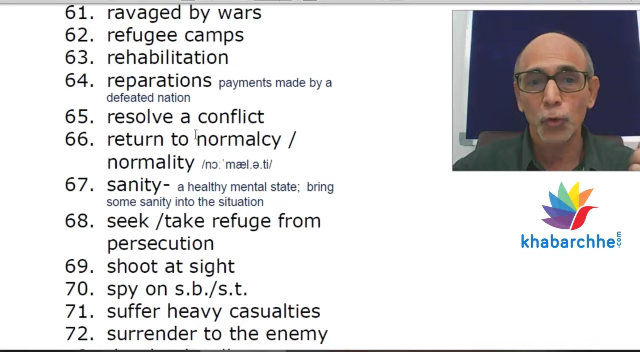 61. ravaged by wars
62. refugee camps
63. rehabilitation
64. reparations payments made by a
defeated nation
65. resolve a conflict
66. return to normalcy /
normality /nɔːˈmæl.ə.ti/
67. sanity- a healthy mental state; bring
some sanity into the situation
68. seek /take refuge from
persecution
69. shoot at sight
70. spy on s.b./s.t.
71. suffer heavy casualties
72. surrender to the enemy
khabarchhe.com